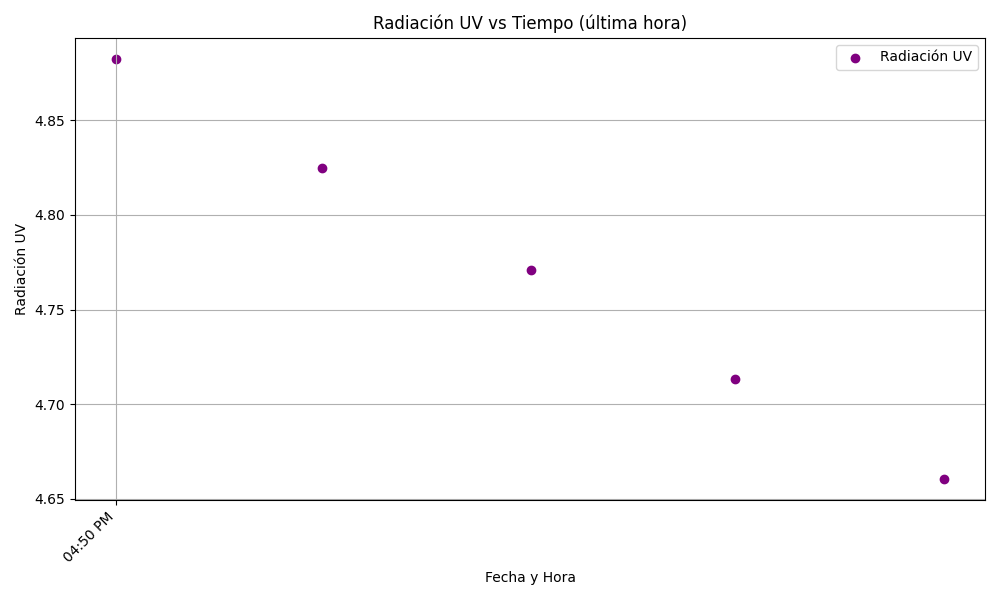 Radiación UV vs Tiempo (última hora)
Radiación UV
4.85
4.80
4.75
4.70
4.65
Radiación UV
04:50 PM
Fecha y Hora